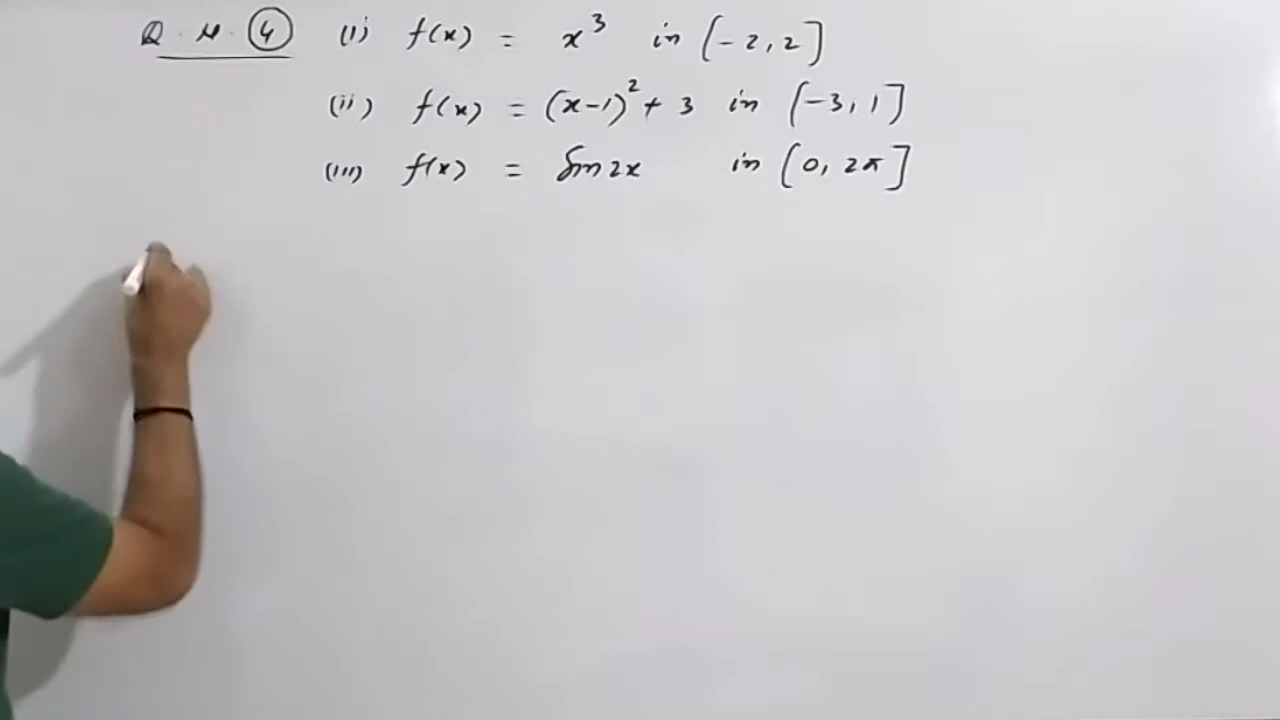 Q.N. (4) (i) f(x) = x³ in [-2, 2]
(ii) f(x) = (x-1)² + 3 in [-3, 1]
(iii) f(x) = Sin 2x in [0, 2π]